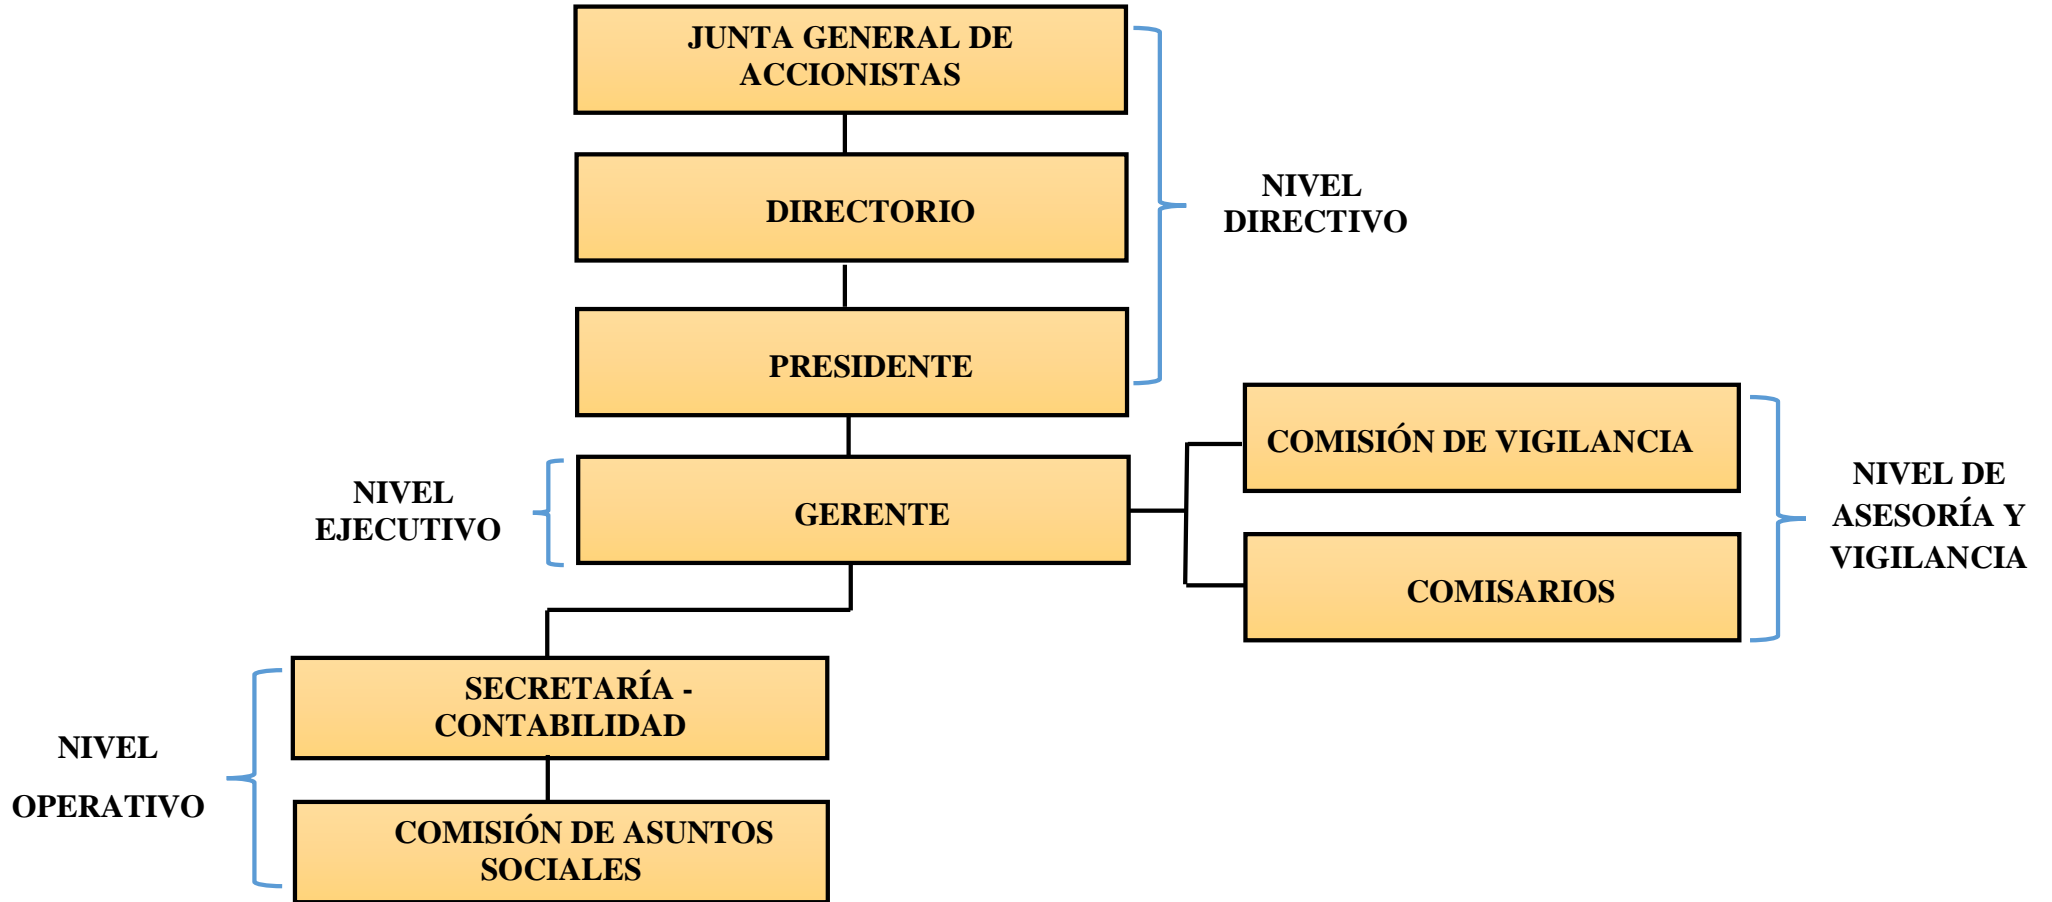 JUNTA GENERAL DE
ACCIONISTAS
DIRECTORIO
NIVEL
DIRECTIVO
PRESIDENTE
GERENTE
NIVEL
EJECUTIVO
COMISIÓN DE VIGILANCIA
COMISARIOS
NIVEL DE
ASESORÍA Y
VIGILANCIA
SECRETARÍA -
CONTABILIDAD
COMISIÓN DE ASUNTOS
SOCIALES
NIVEL
OPERATIVO